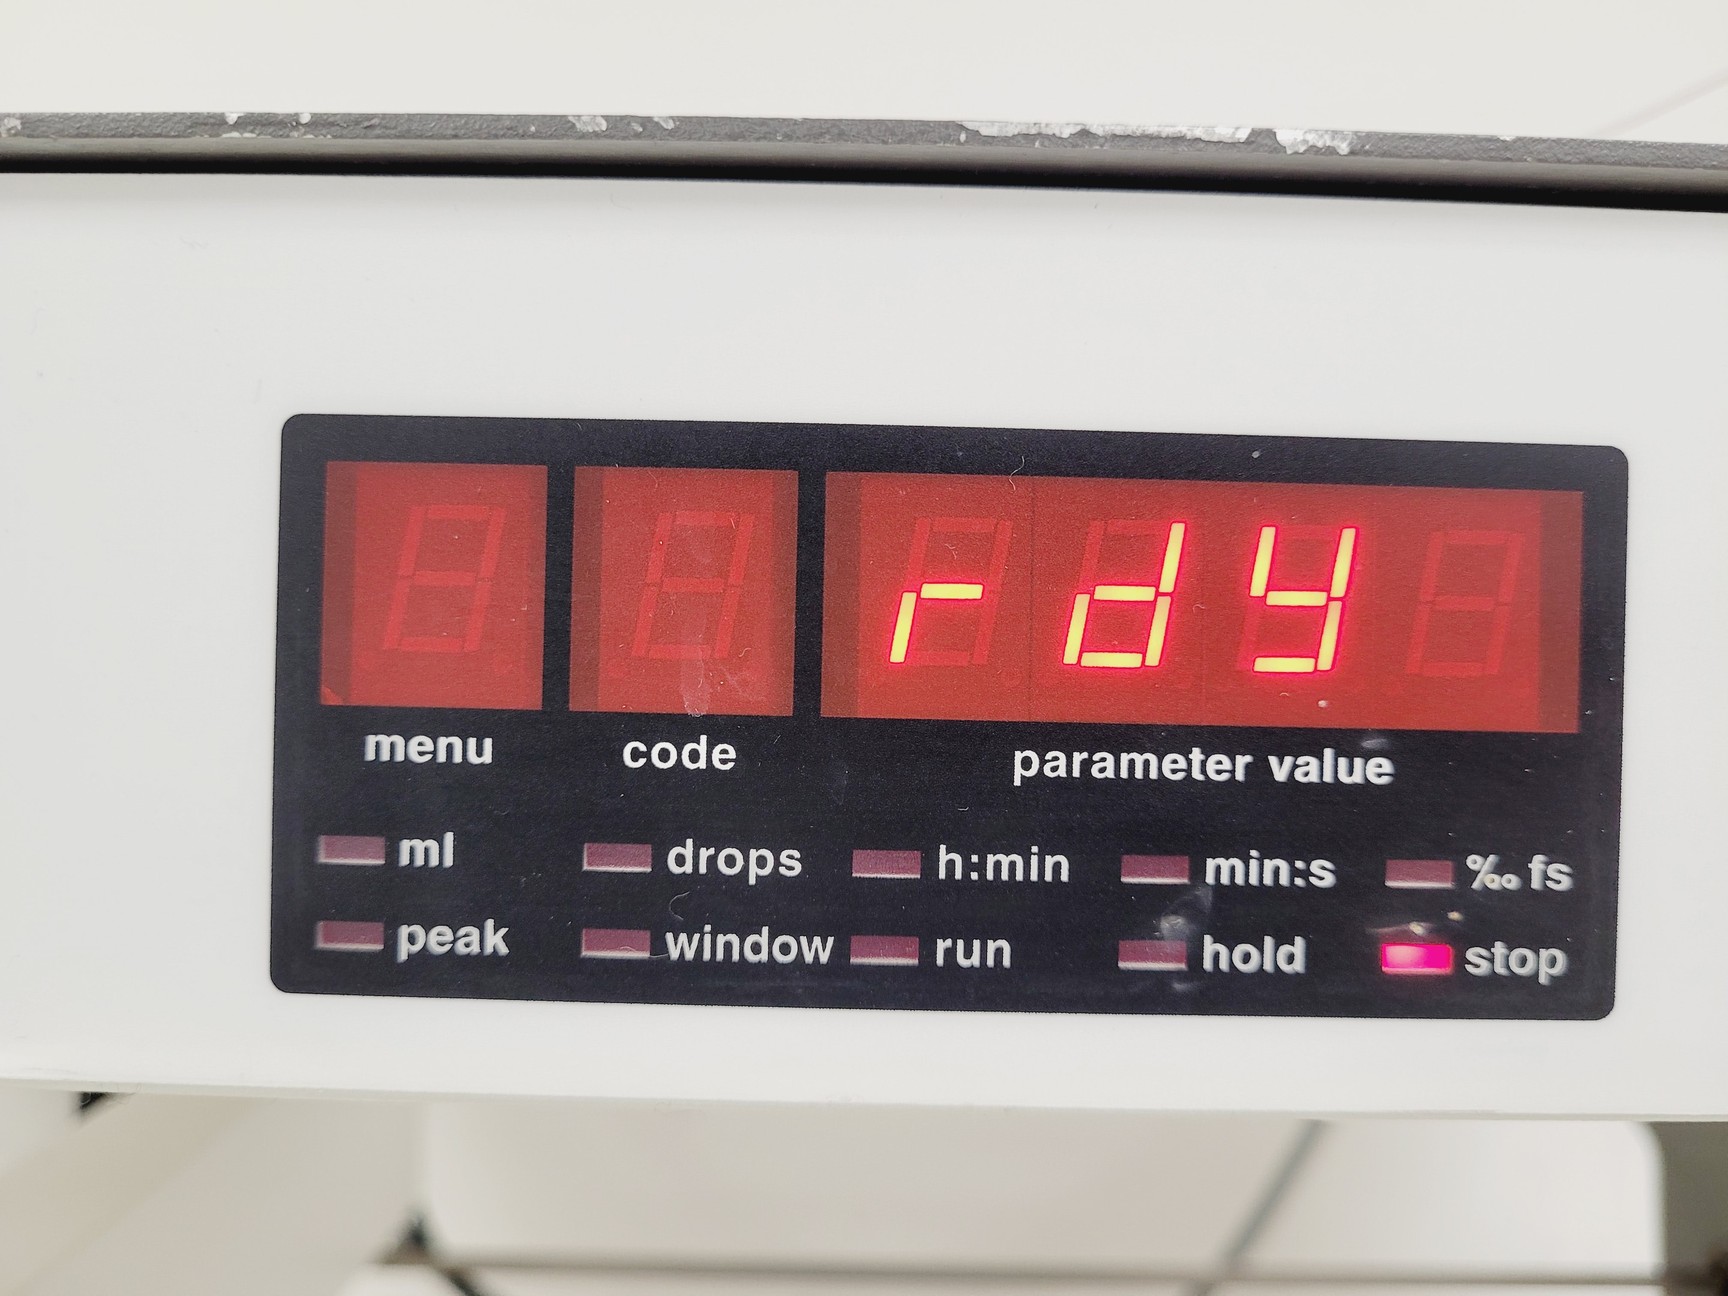 rdy
menu code parameter value
ml drops h:min min:s ‰ fs
peak window run hold stop